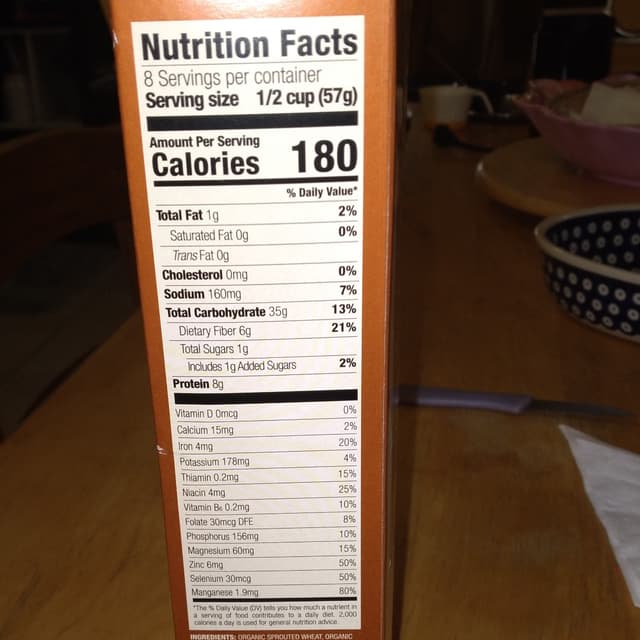 Nutrition Facts
8 Servings per container
Serving size 1/2 cup (57g)
Amount Per Serving
Calories 180
% Daily Value*
Total Fat 1g 2%
Saturated Fat 0g 0%
Trans Fat 0g
Cholesterol 0mg 0%
Sodium 160mg 7%
Total Carbohydrate 35g 13%
Dietary Fiber 6g 21%
Total Sugars 1g
Includes 1g Added Sugars 2%
Protein 8g
Vitamin D 0mcg 0%
Calcium 15mg 2%
Iron 4mg 20%
Potassium 178mg 4%
Thiamin 0.2mg 15%
Niacin 4mg 25%
Vitamin B₆ 0.2mg 10%
Folate 30mcg DFE 8%
Phosphorus 156mg 10%
Magnesium 60mg 15%
Zinc 6mg 50%
Selenium 30mcg 50%
Manganese 1.9mg 80%
*The % Daily Value (DV) tells you how much a nutrient in
a serving of food contributes to a daily diet. 2,000
calories a day is used for general nutrition advice.
INGREDIENTS: ORGANIC SPROUTED WHEAT, ORGANIC